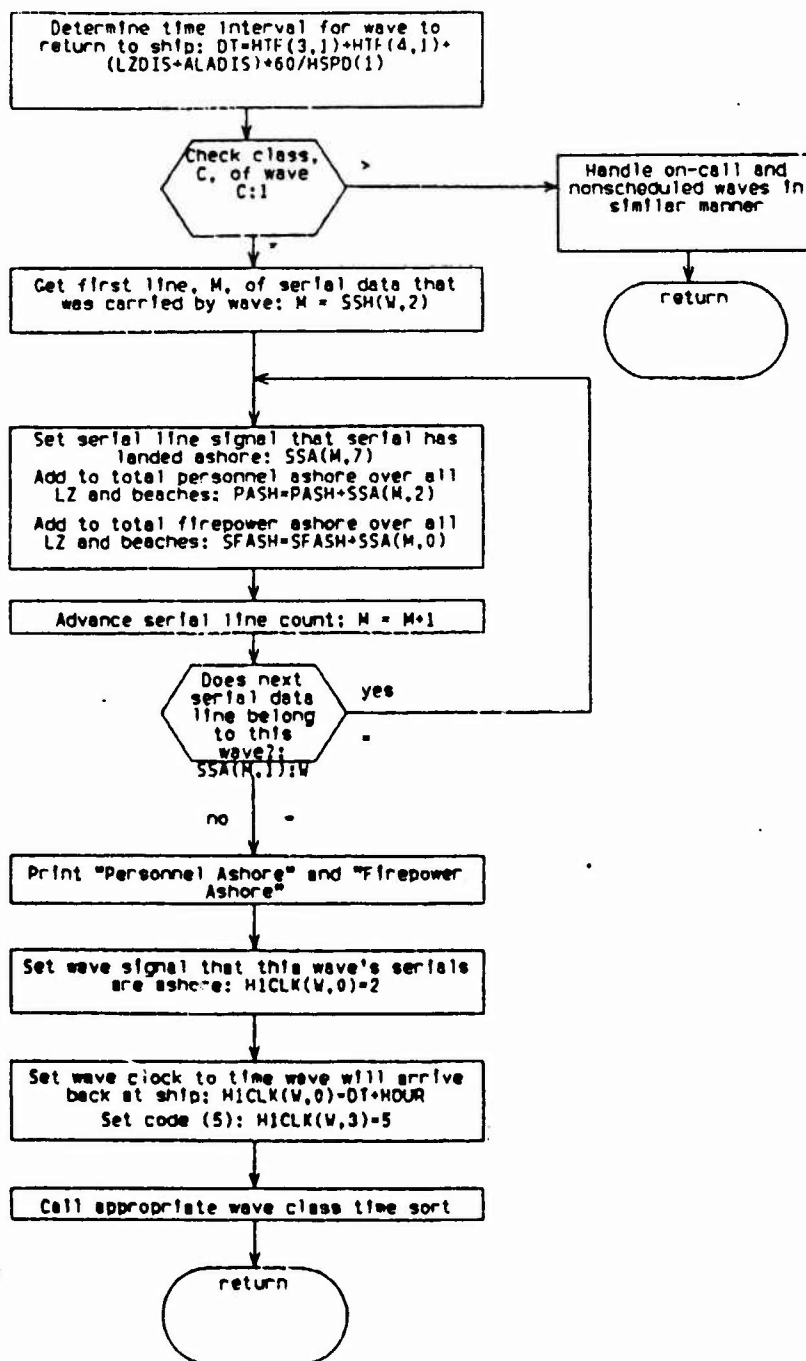 Determine time interval for wave to
return to ship: DT=HTF(3,1)+HTF(4,1)+
(LZDIS+ALADIS)*60/HSPD(1)
Check class,
C, of wave
C:1
>
=
Handle on-call and
nonscheduled waves in
similar manner
return
Get first line, M, of serial data that
was carried by wave: M = SSH(W,2)
Set serial line signal that serial has
landed ashore: SSA(M,7)
Add to total personnel ashore over all
LZ and beaches: PASH=PASH+SSA(M,2)
Add to total firepower ashore over all
LZ and beaches: SFASH=SFASH+SSA(M,0)
Advance serial line count: M = M+1
Does next
serial data
line belong
to this
wave?:
SSA(M,1):W
yes
=
no
Print "Personnel Ashore" and "Firepower
Ashore"
Set wave signal that this wave's serials
are ashore: H1CLK(W,0)=2
Set wave clock to time wave will arrive
back at ship: H1CLK(W,0)=DT+HOUR
Set code (5): H1CLK(W,3)=5
Call appropriate wave class time sort
return